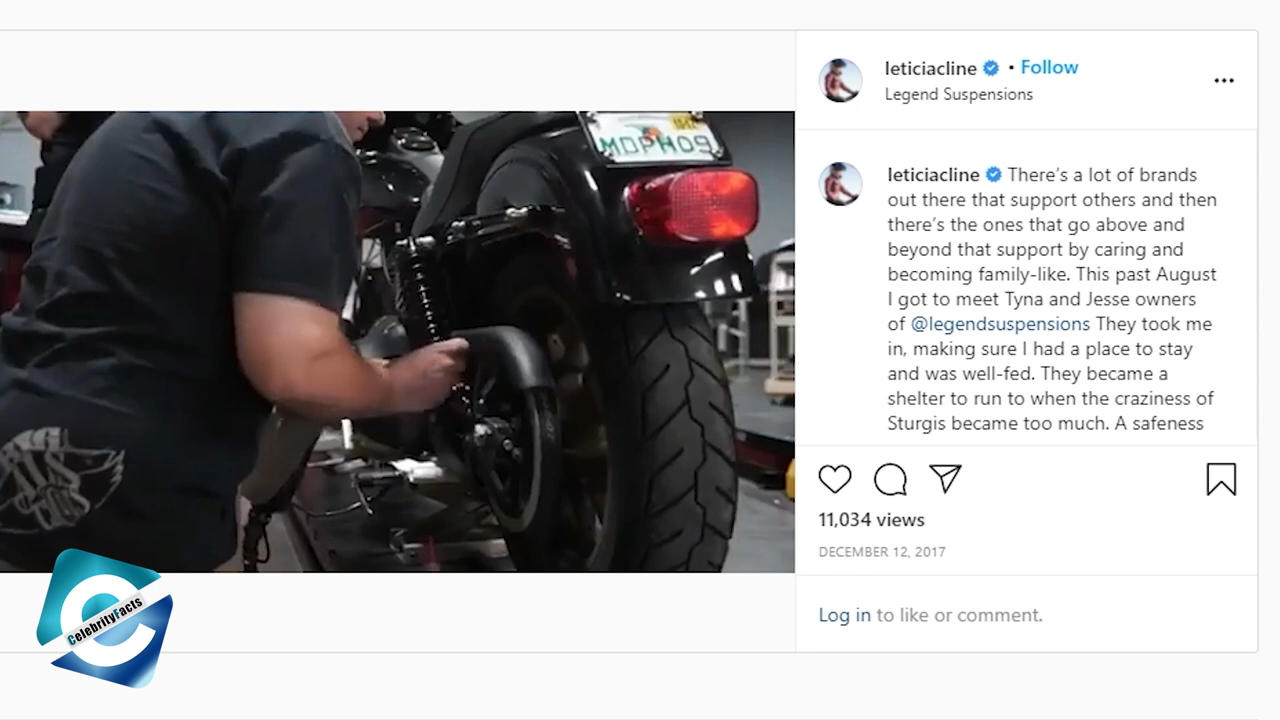 leticiacline • Follow
Legend Suspensions
leticiacline There's a lot of brands
out there that support others and then
there's the ones that go above and
beyond that support by caring and
becoming family-like. This past August
I got to meet Tyna and Jesse owners
of @legendsuspensions They took me
in, making sure I had a place to stay
and was well-fed. They became a
shelter to run to when the craziness of
Sturgis became too much. A safeness
11,034 views
DECEMBER 12, 2017
Log in to like or comment.
MDPH09
CelebrityFacts